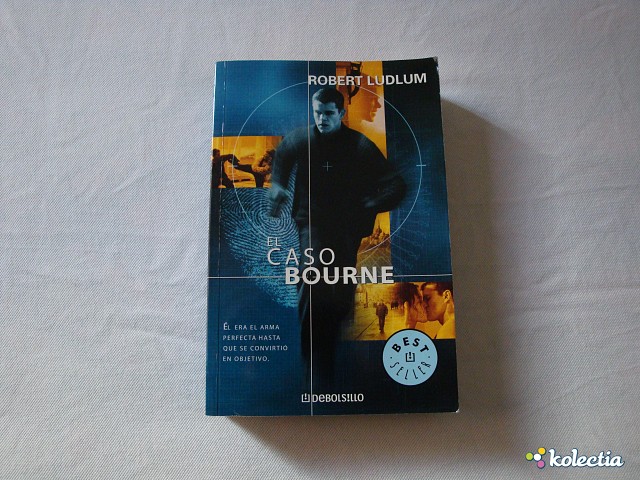 ROBERT LUDLUM
EL
CASO
BOURNE
ÉL ERA EL ARMA
PERFECTA HASTA
QUE SE CONVIRTIÓ
EN OBJETIVO.
BEST
SELLER
DEBOLS!LLO
kolectia